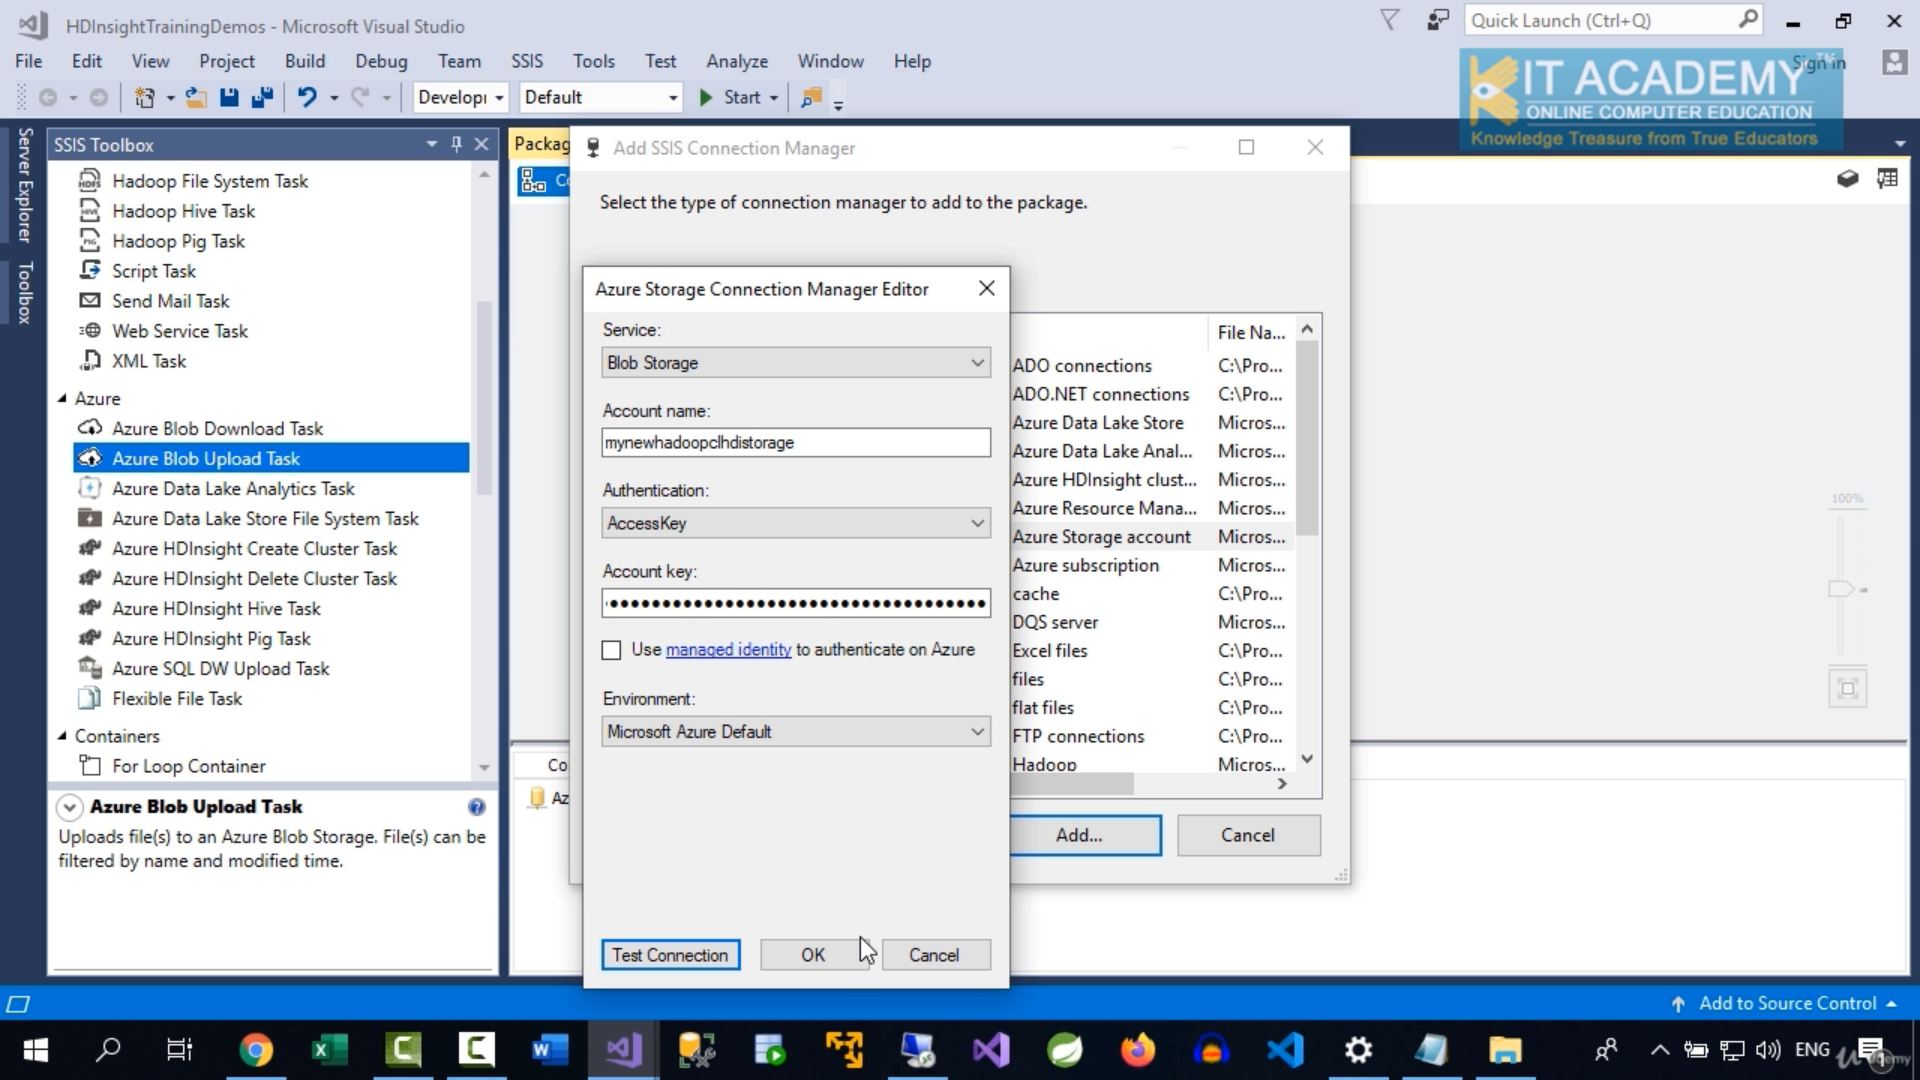 HDInsightTrainingDemos - Microsoft Visual Studio
Quick Launch (Ctrl+Q)
File Edit View Project Build Debug Team SSIS Tools Test Analyze Window Help
Sign in
Developi Default Start
IT ACADEMY™
ONLINE COMPUTER EDUCATION
Knowledge Treasure from True Educators
Server Explorer
Toolbox
SSIS Toolbox
Hadoop File System Task
Hadoop Hive Task
Hadoop Pig Task
Script Task
Send Mail Task
Web Service Task
XML Task
Azure
Azure Blob Download Task
Azure Blob Upload Task
Azure Data Lake Analytics Task
Azure Data Lake Store File System Task
Azure HDInsight Create Cluster Task
Azure HDInsight Delete Cluster Task
Azure HDInsight Hive Task
Azure HDInsight Pig Task
Azure SQL DW Upload Task
Flexible File Task
Containers
For Loop Container
Azure Blob Upload Task
Uploads file(s) to an Azure Blob Storage. File(s) can be
filtered by name and modified time.
Packag
Co
Co
Az
Add SSIS Connection Manager
Select the type of connection manager to add to the package.
File Na...
ADO connections C:\Pro...
ADO.NET connections C:\Pro...
Azure Data Lake Store Micros...
Azure Data Lake Anal... Micros...
Azure HDInsight clust... Micros...
Azure Resource Mana... Micros...
Azure Storage account Micros...
Azure subscription Micros...
cache C:\Pro...
DQS server Micros...
Excel files C:\Pro...
files C:\Pro...
flat files C:\Pro...
FTP connections C:\Pro...
Hadoop Micros...
Add... Cancel
Azure Storage Connection Manager Editor
Service:
Blob Storage
Account name:
mynewhadoopclhdistorage
Authentication:
AccessKey
Account key:
Use managed identity to authenticate on Azure
Environment:
Microsoft Azure Default
Test Connection OK Cancel
100%
Add to Source Control
ENG
udemy